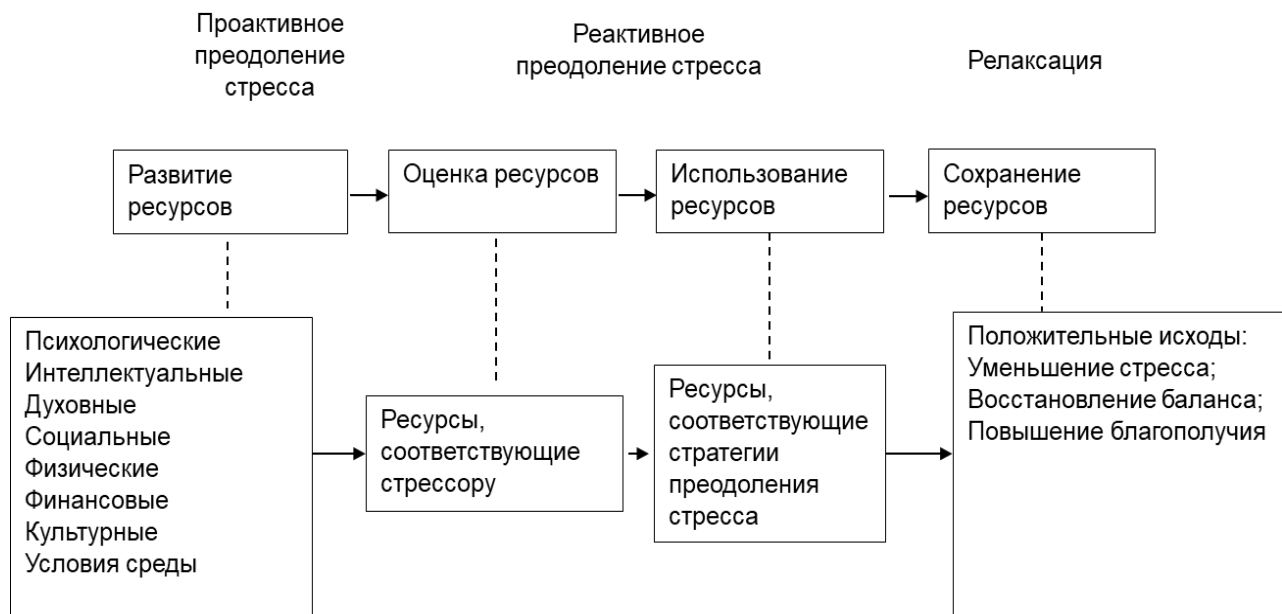 Проактивное
преодоление
стресса
Реактивное
преодоление стресса
Релаксация
Развитие
ресурсов
Оценка ресурсов
Использование
ресурсов
Сохранение
ресурсов
Психологические
Интеллектуальные
Духовные
Социальные
Физические
Финансовые
Культурные
Условия среды
Ресурсы,
соответствующие
стрессору
Ресурсы,
соответствующие
стратегии
преодоления
стресса
Положительные исходы:
Уменьшение стресса;
Восстановление баланса;
Повышение благополучия